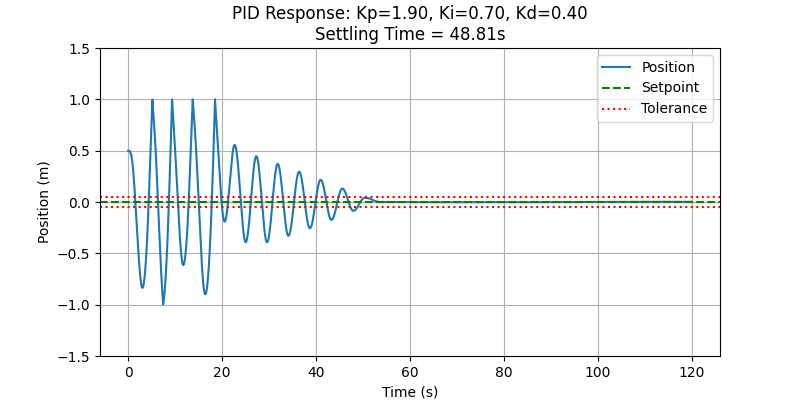 PID Response: Kp=1.90, Ki=0.70, Kd=0.40
Settling Time = 48.81s
1.5
1.0
0.5
0.0
−0.5
−1.0
−1.5
Position (m)
Position
Setpoint
Tolerance
0 20 40 60 80 100 120
Time (s)